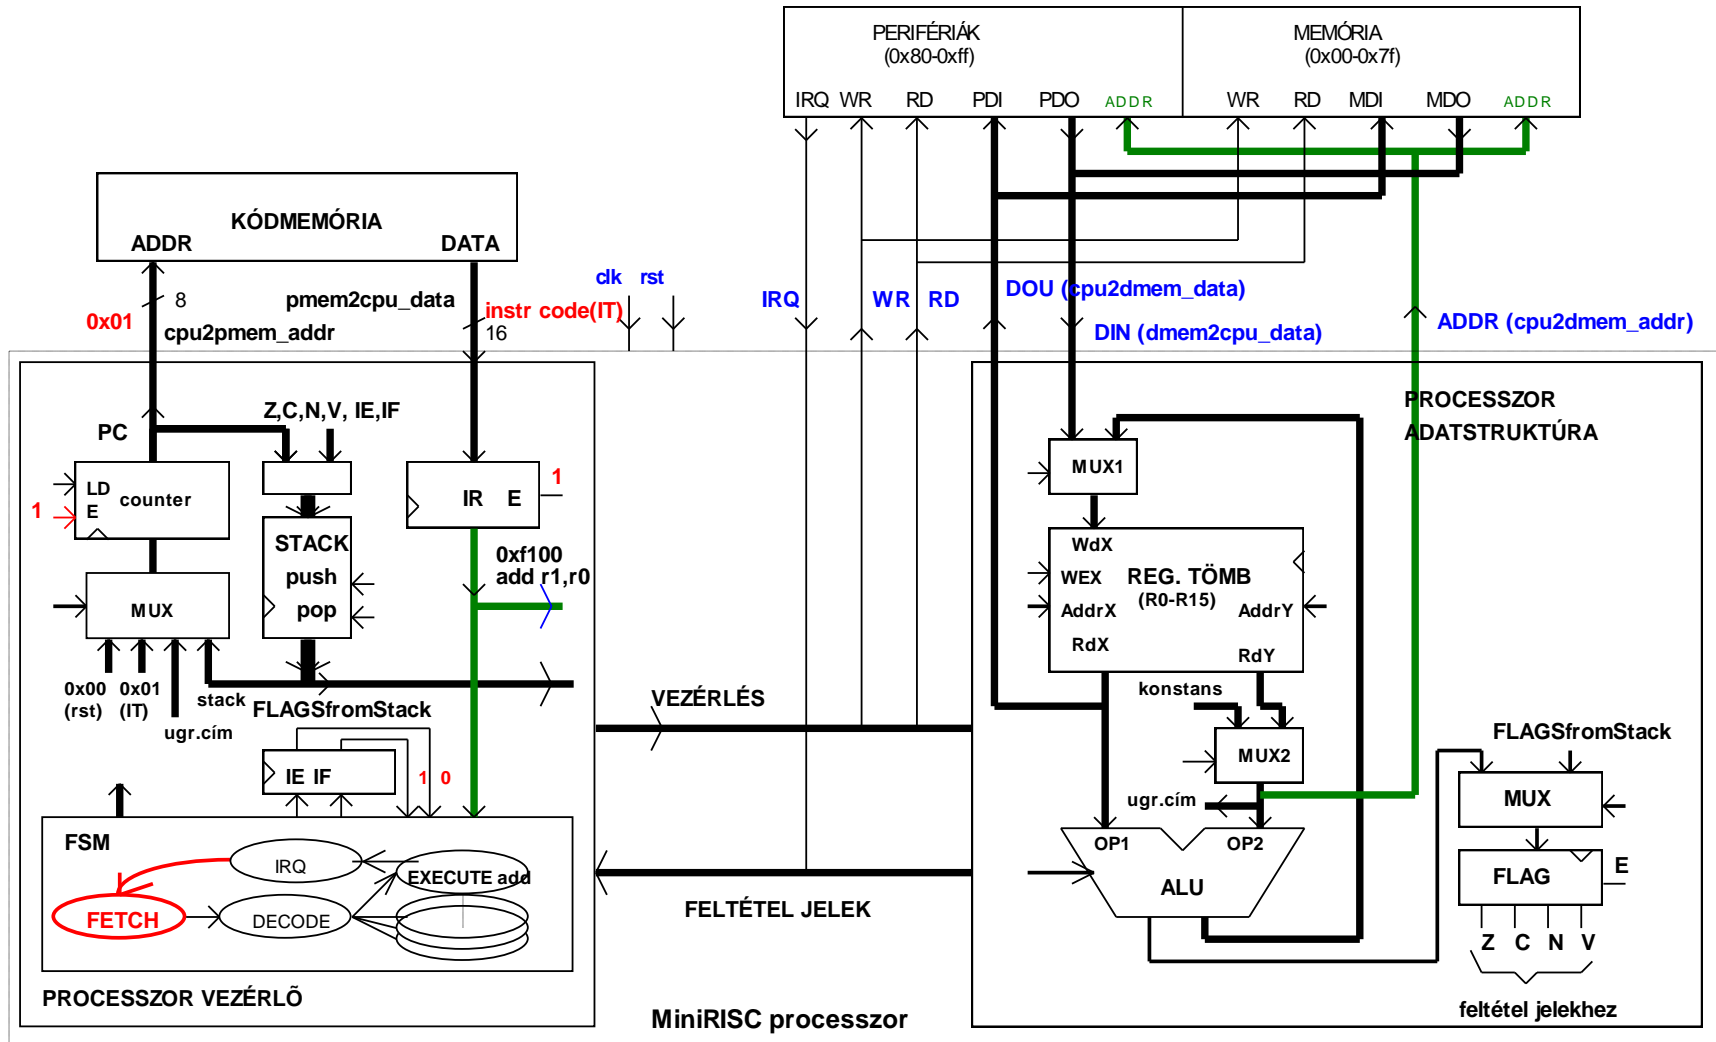 PERIFÉRIÁK
(0x80-0xff)
MEMÓRIA
(0x00-0x7f)
IRQ WR RD PDI PDO ADDR
WR RD MDI MDO ADDR
KÓDMEMÓRIA
ADDR DATA
clk rst
0x01
8
cpu2pmem_addr
pmem2cpu_data
instr code(IT)
16
IRQ
WR RD
DOU (cpu2dmem_data)
DIN (dmem2cpu_data)
ADDR (cpu2dmem_addr)
PC
Z,C,N,V, IE,IF
LD
E
counter
1
IR E
1
STACK
push
pop
0xf100
add r1,r0
MUX
0x00
(rst)
0x01
(IT)
ugr.cím
stack
FLAGSfromStack
IE IF
1 0
FSM
IRQ
EXECUTE add
FETCH
DECODE
PROCESSZOR VEZÉRLÕ
VEZÉRLÉS
FELTÉTEL JELEK
MiniRISC processzor
PROCESSZOR
ADATSTRUKTÚRA
MUX1
WdX
WEX
REG. TÖMB
(R0-R15)
AddrX
AddrY
RdX
RdY
konstans
MUX2
ugr.cím
OP1 OP2
ALU
FLAGSfromStack
MUX
FLAG
E
Z C N V
feltétel jelekhez